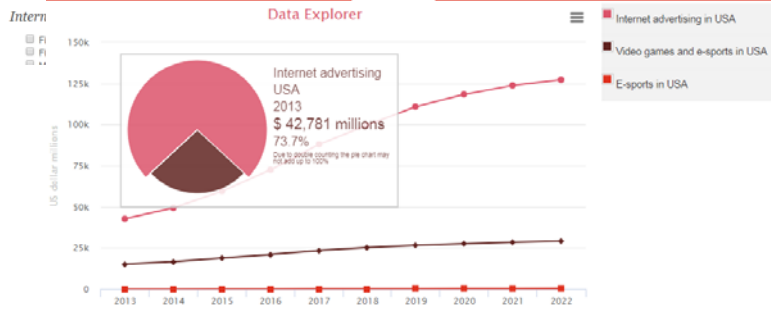 Intern
Data Explorer
Fi
Fi
150k
125k
100k
75k
50k
25k
0
US dollar millions
Internet advertising
USA
2013
$ 42,781 millions
73.7%
Due to double counting the pie chart may
not add up to 100%
2013 2014 2015 2016 2017 2018 2019 2020 2021 2022
Internet advertising in USA
Video games and e-sports in USA
E-sports in USA